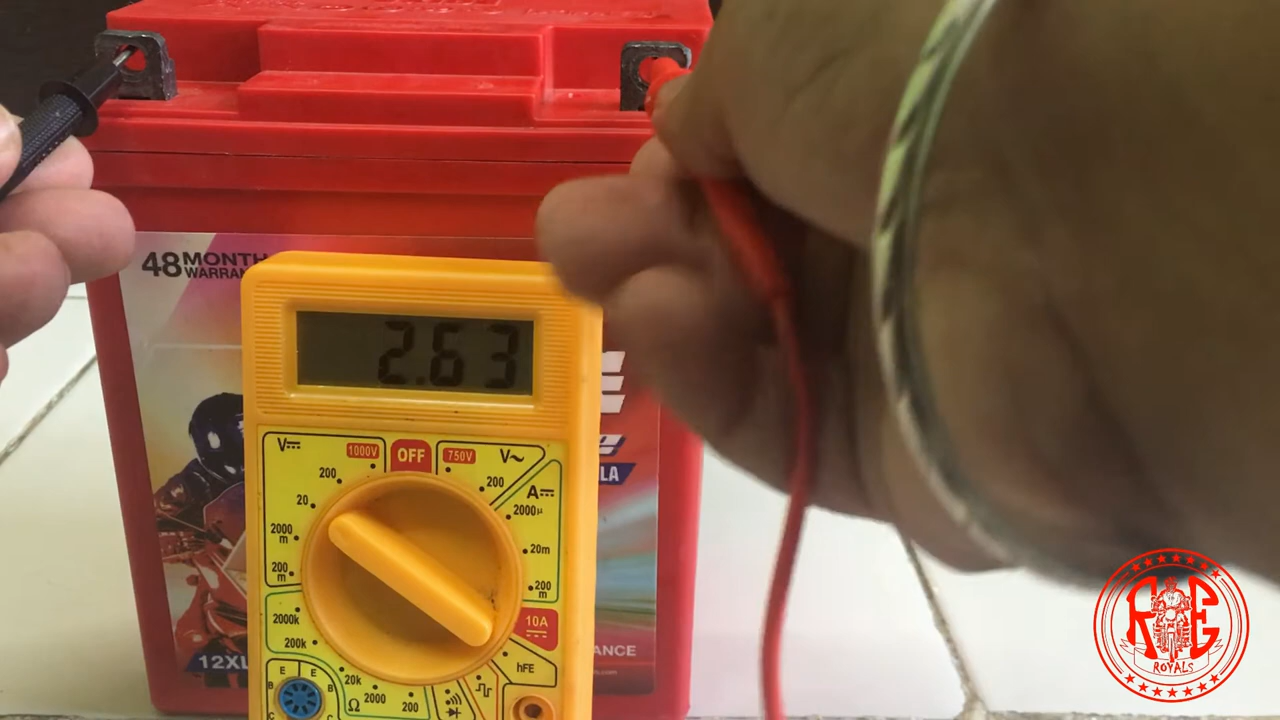 48 MONTH
WARRAN
2.63
V⎓
1000V
OFF
750V
V~
200
200
A⎓
20
2000µ
2000
m
20m
200
m
200
m
2000k
10A
200k
hFE
E
E
B
B
20k
2000
200
Ω
C
12XL
E
LA
ANCE
R E
ROYALS